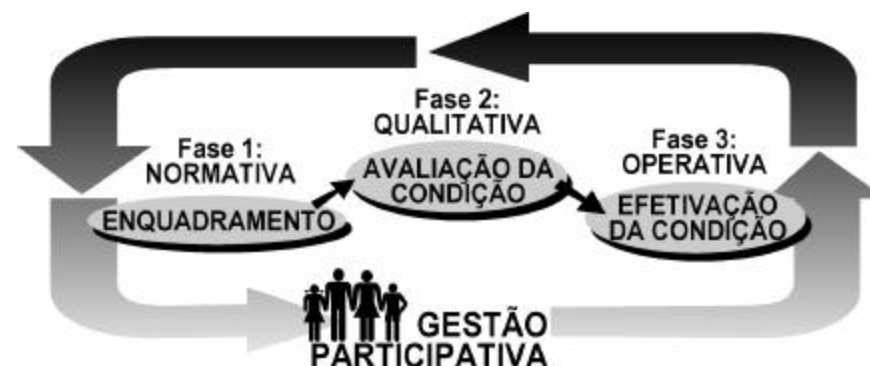 Fase 1:
NORMATIVA
ENQUADRAMENTO
Fase 2:
QUALITATIVA
AVALIAÇÃO DA
CONDIÇÃO
Fase 3:
OPERATIVA
EFETIVAÇÃO
DA CONDIÇÃO
GESTÃO
PARTICIPATIVA